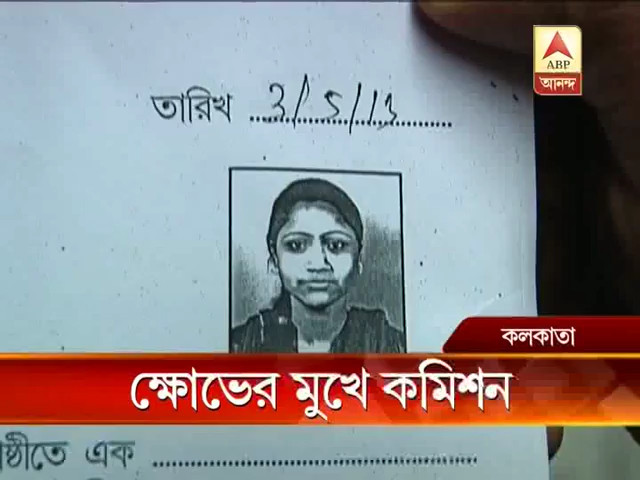 ABP
আনন্দ
তারিখ 3/5/13
কলকাতা
ক্ষোভের মুখে কমিশন
ষ্ঠীতে এক